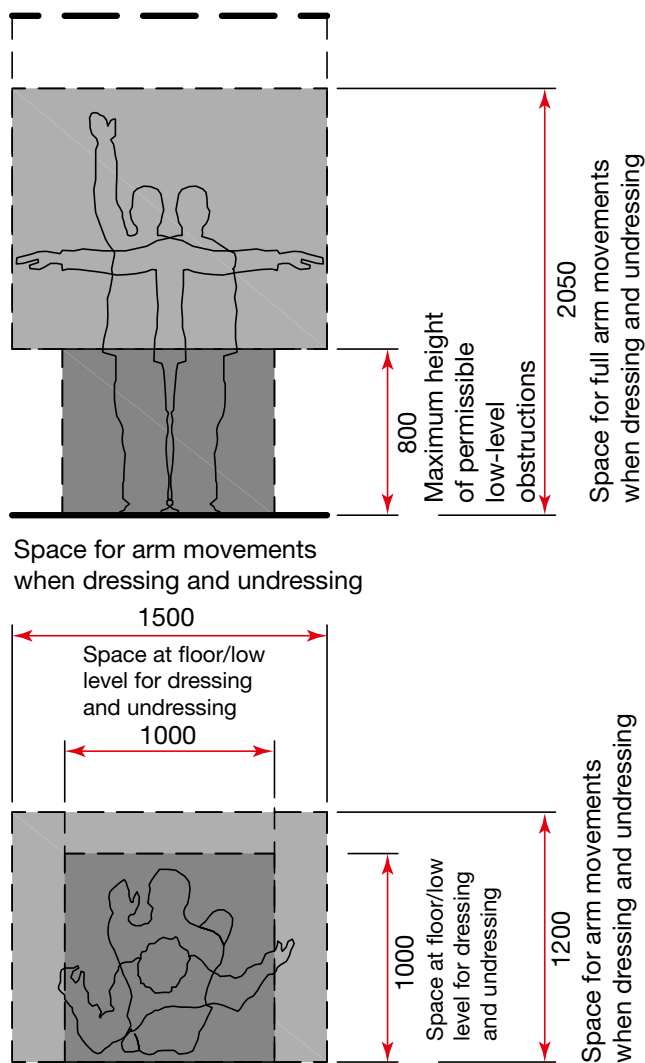 800
Maximum height
of permissible
low-level
obstructions
2050
Space for full arm movements
when dressing and undressing
Space for arm movements
when dressing and undressing
1500
Space at floor/low
level for dressing
and undressing
1000
1000
Space at floor/low
level for dressing
and undressing
1200
Space for arm movements
when dressing and undressing